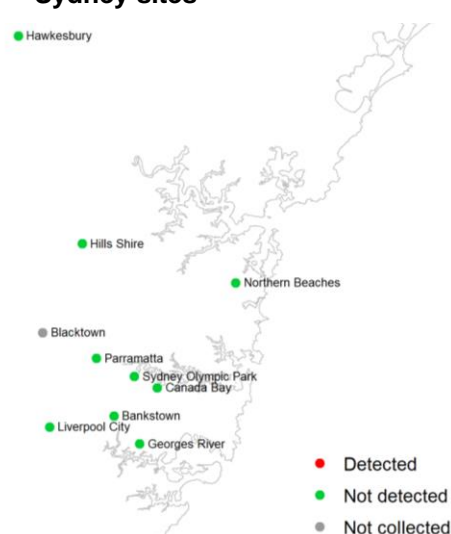 Sydney sites
Hawkesbury
Hills Shire
Northern Beaches
Blacktown
Parramatta
Sydney Olympic Park
Canada Bay
Bankstown
Liverpool City
Georges River
Detected
Not detected
Not collected